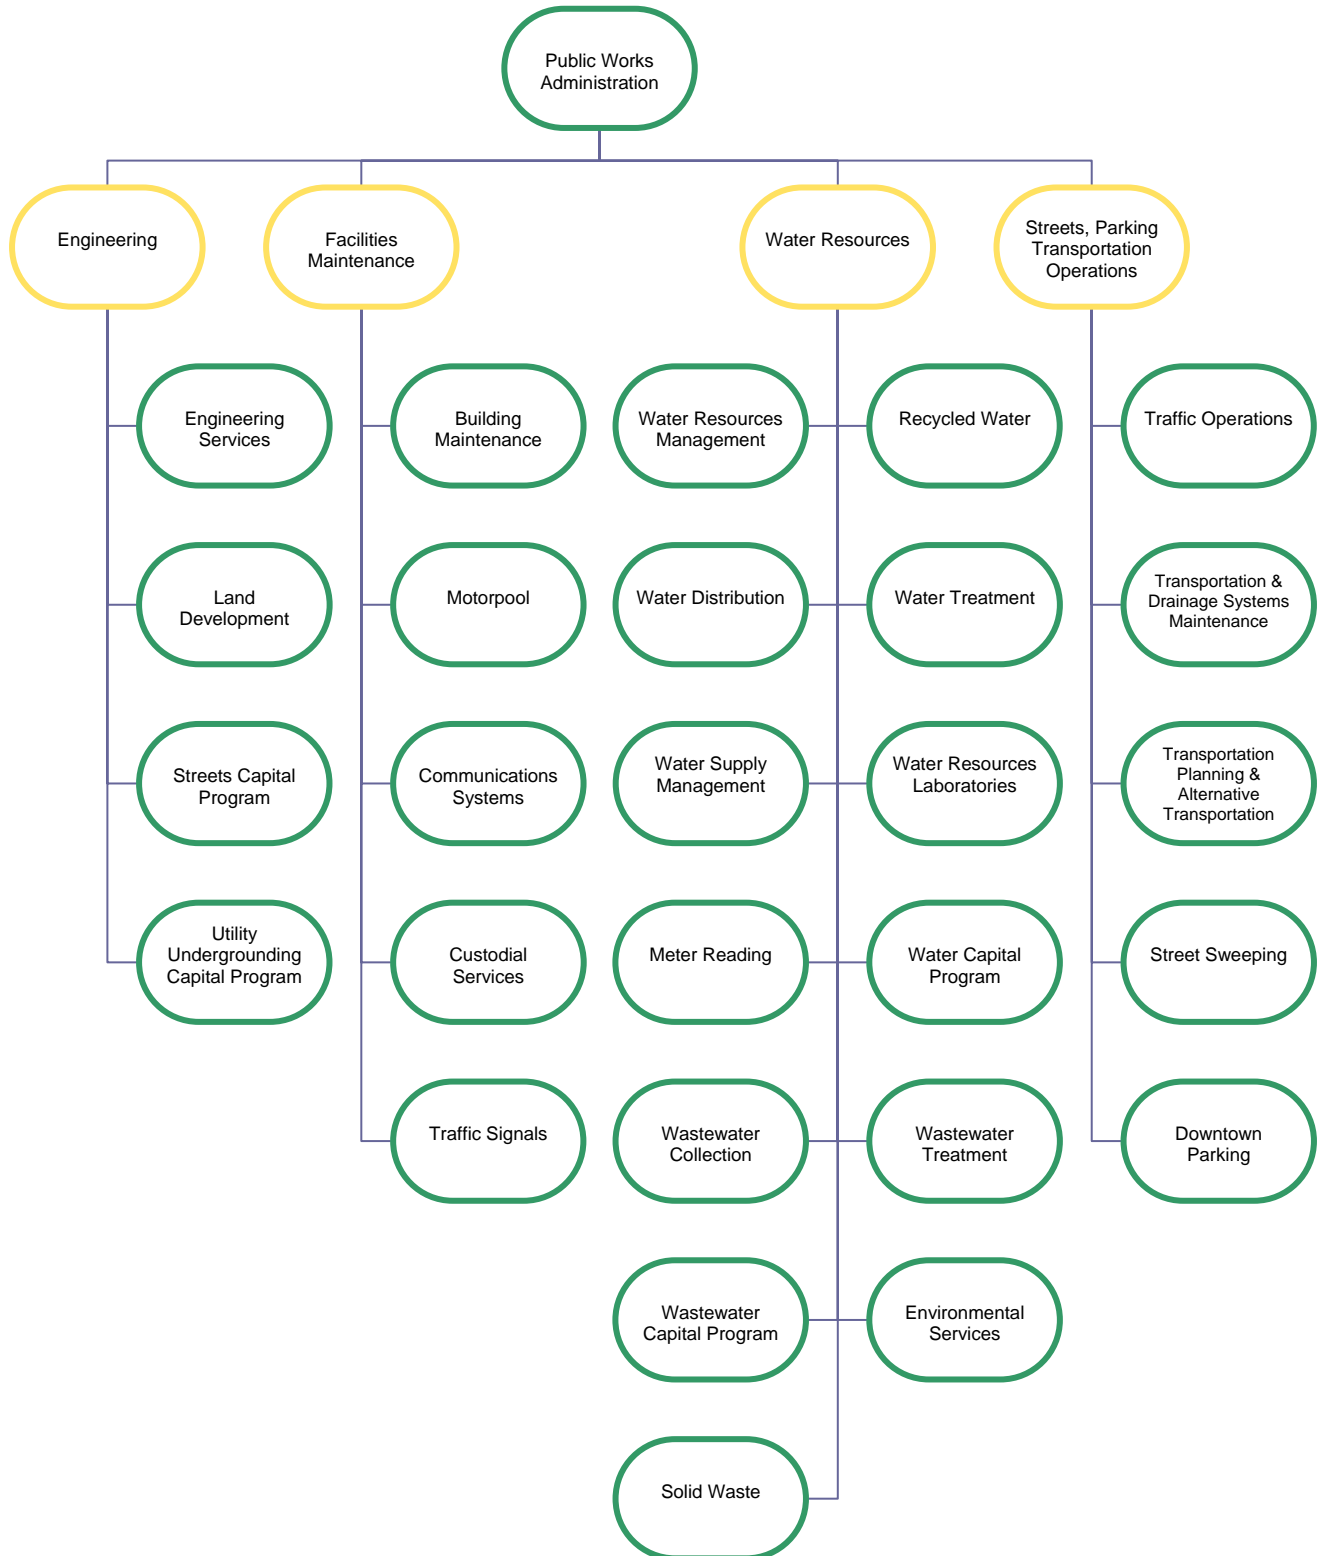 Public Works
Administration
Engineering
Facilities
Maintenance
Water Resources
Streets, Parking
Transportation
Operations
Engineering
Services
Building
Maintenance
Water Resources
Management
Recycled Water
Traffic Operations
Land
Development
Motorpool
Water Distribution
Water Treatment
Transportation &
Drainage Systems
Maintenance
Streets Capital
Program
Communications
Systems
Water Supply
Management
Water Resources
Laboratories
Transportation
Planning &
Alternative
Transportation
Utility
Undergrounding
Capital Program
Custodial
Services
Meter Reading
Water Capital
Program
Street Sweeping
Traffic Signals
Wastewater
Collection
Wastewater
Treatment
Downtown
Parking
Wastewater
Capital Program
Environmental
Services
Solid Waste